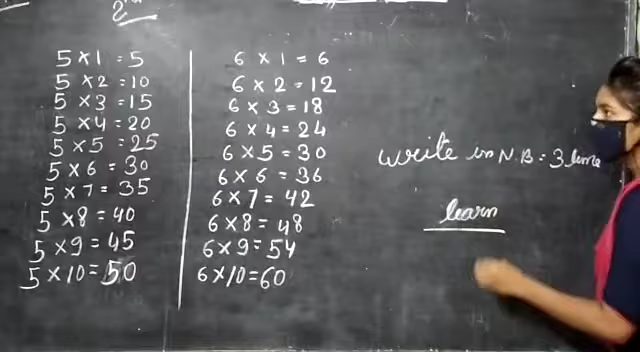 2nd
5 × 1 = 5
5 × 2 = 10
5 × 3 = 15
5 × 4 = 20
5 × 5 = 25
5 × 6 = 30
5 × 7 = 35
5 × 8 = 40
5 × 9 = 45
5 × 10 = 50
6 × 1 = 6
6 × 2 = 12
6 × 3 = 18
6 × 4 = 24
6 × 5 = 30
6 × 6 = 36
6 × 7 = 42
6 × 8 = 48
6 × 9 = 54
6 × 10 = 60
write in N.B = 3 time
learn